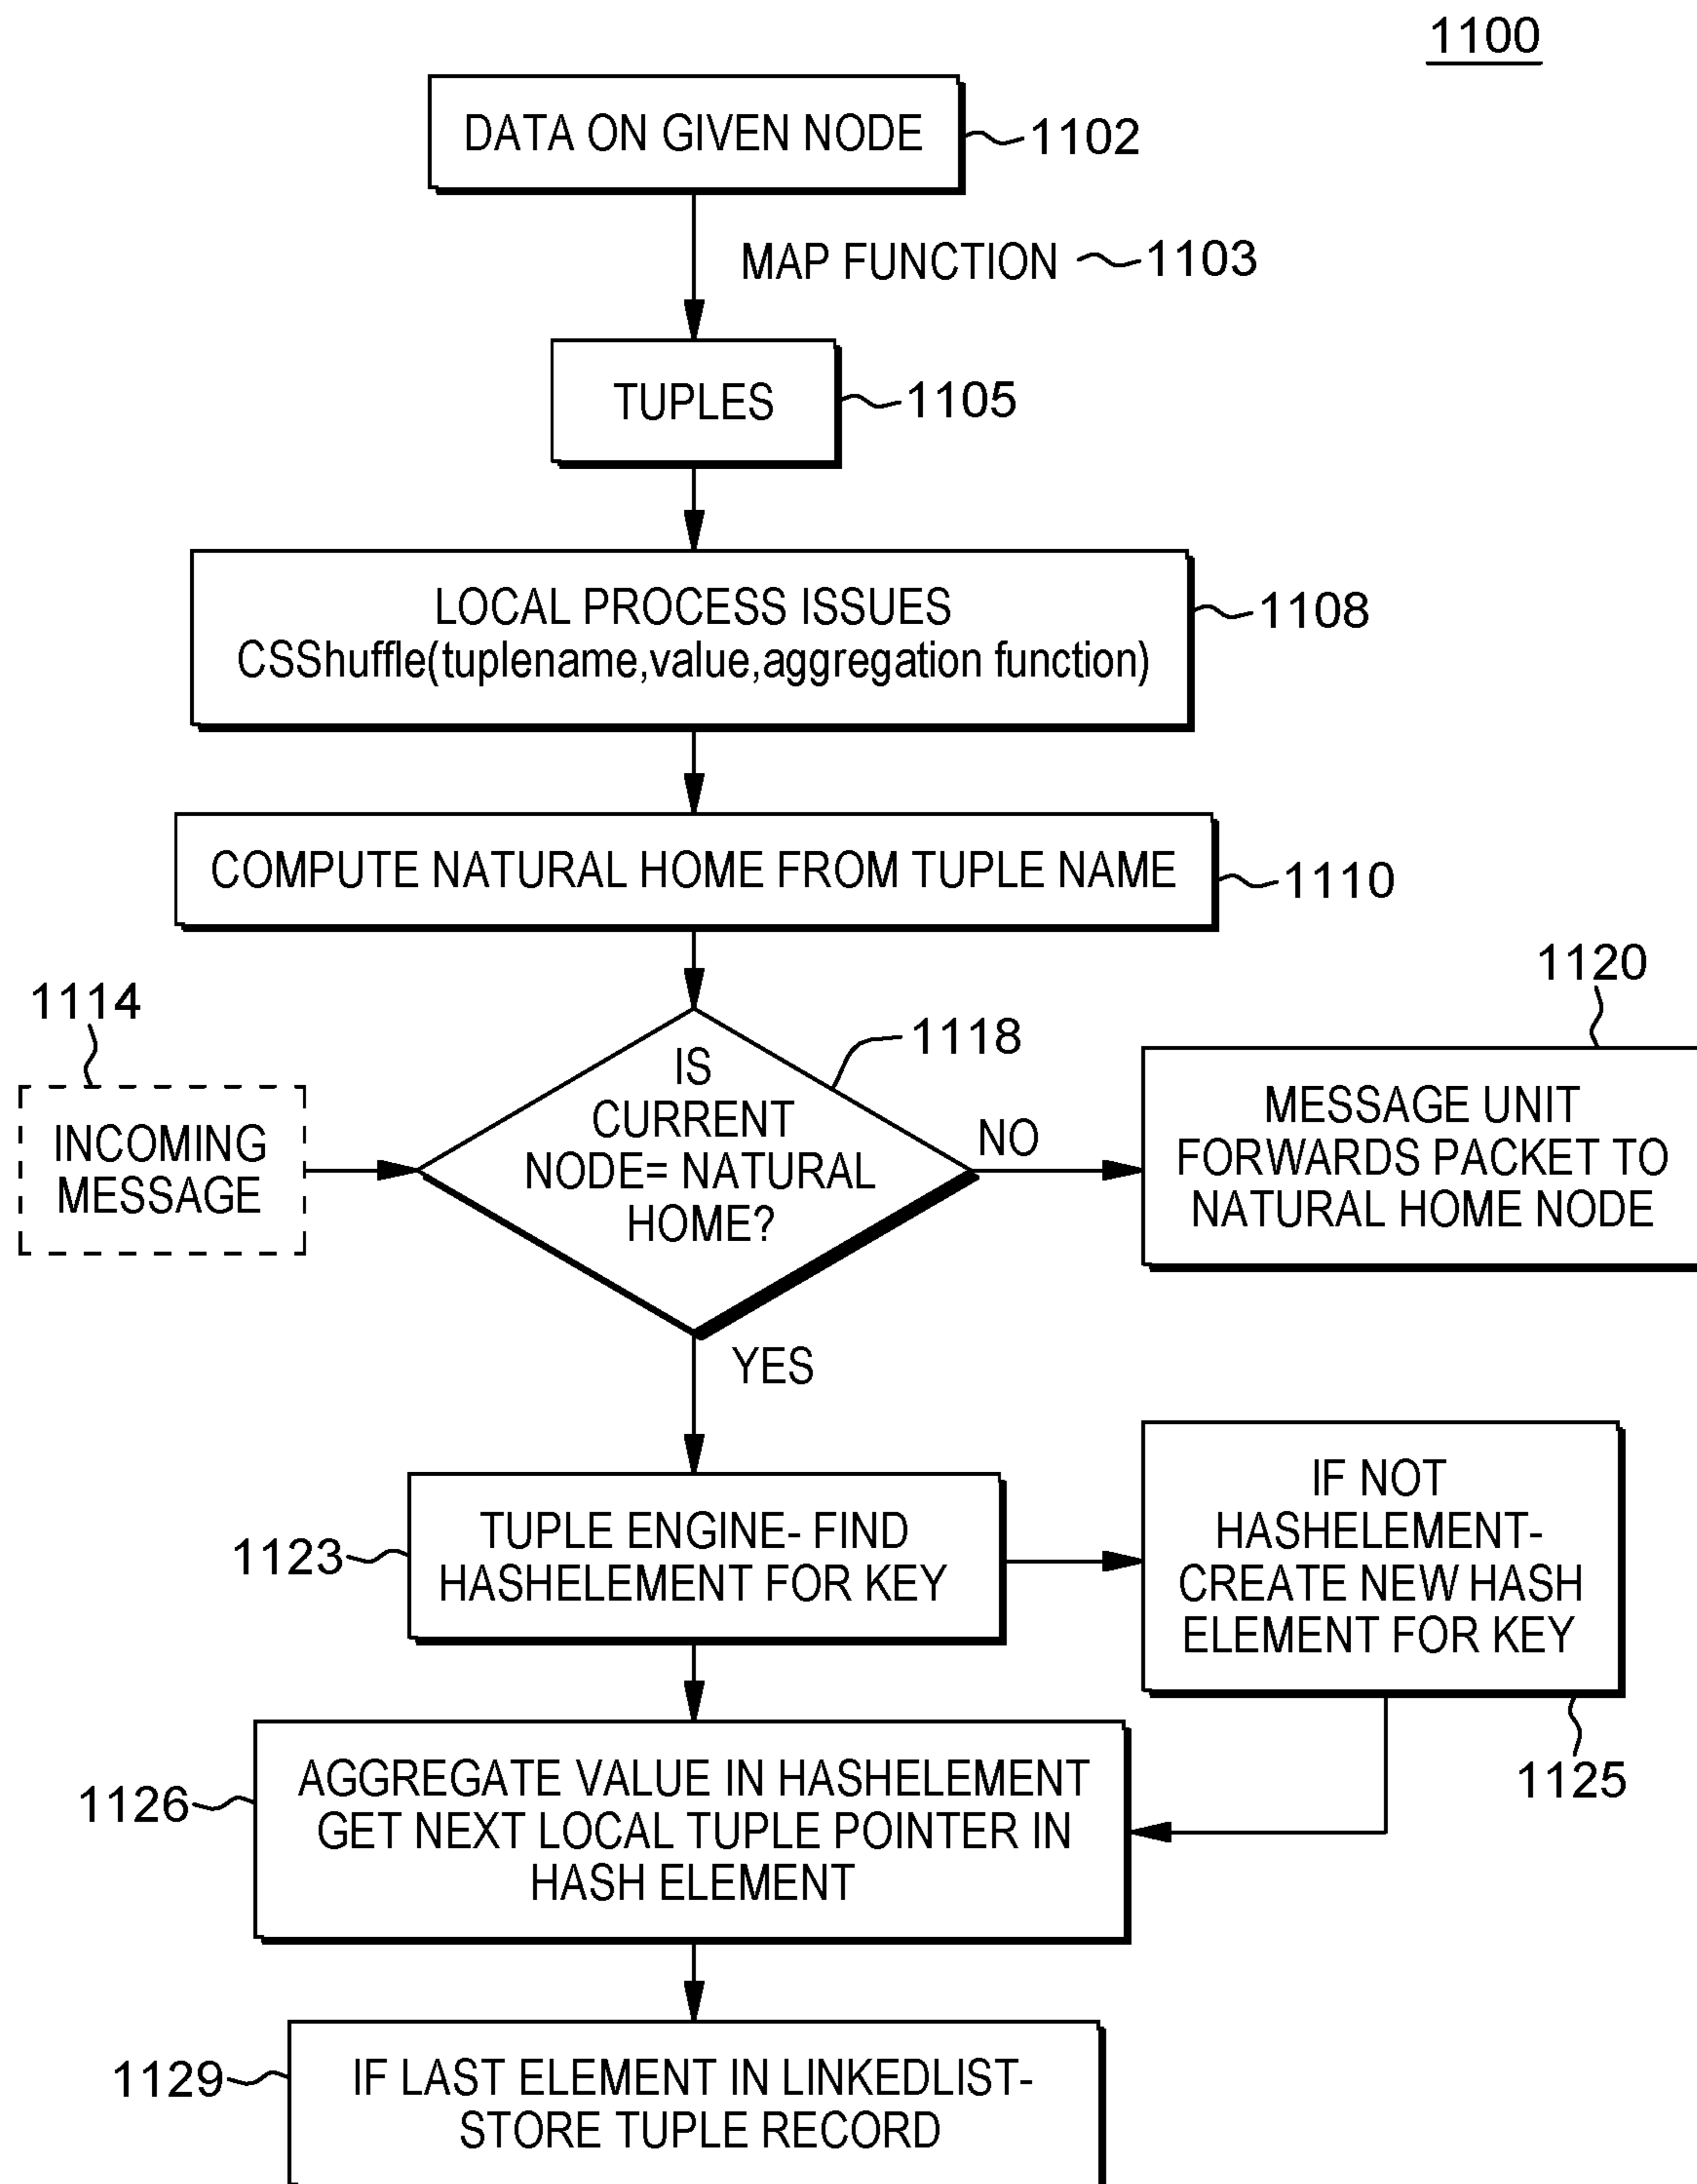 1100
DATA ON GIVEN NODE
1102
MAP FUNCTION
1103
TUPLES
1105
LOCAL PROCESS ISSUES
CSShuffle(tuplename,value,aggregation function)
1108
COMPUTE NATURAL HOME FROM TUPLE NAME
1110
1114
INCOMING
MESSAGE
IS
CURRENT
NODE= NATURAL
HOME?
1118
NO
1120
MESSAGE UNIT
FORWARDS PACKET TO
NATURAL HOME NODE
YES
1123
TUPLE ENGINE- FIND
HASHELEMENT FOR KEY
IF NOT
HASHELEMENT-
CREATE NEW HASH
ELEMENT FOR KEY
1125
1126
AGGREGATE VALUE IN HASHELEMENT
GET NEXT LOCAL TUPLE POINTER IN
HASH ELEMENT
1129
IF LAST ELEMENT IN LINKEDLIST-
STORE TUPLE RECORD